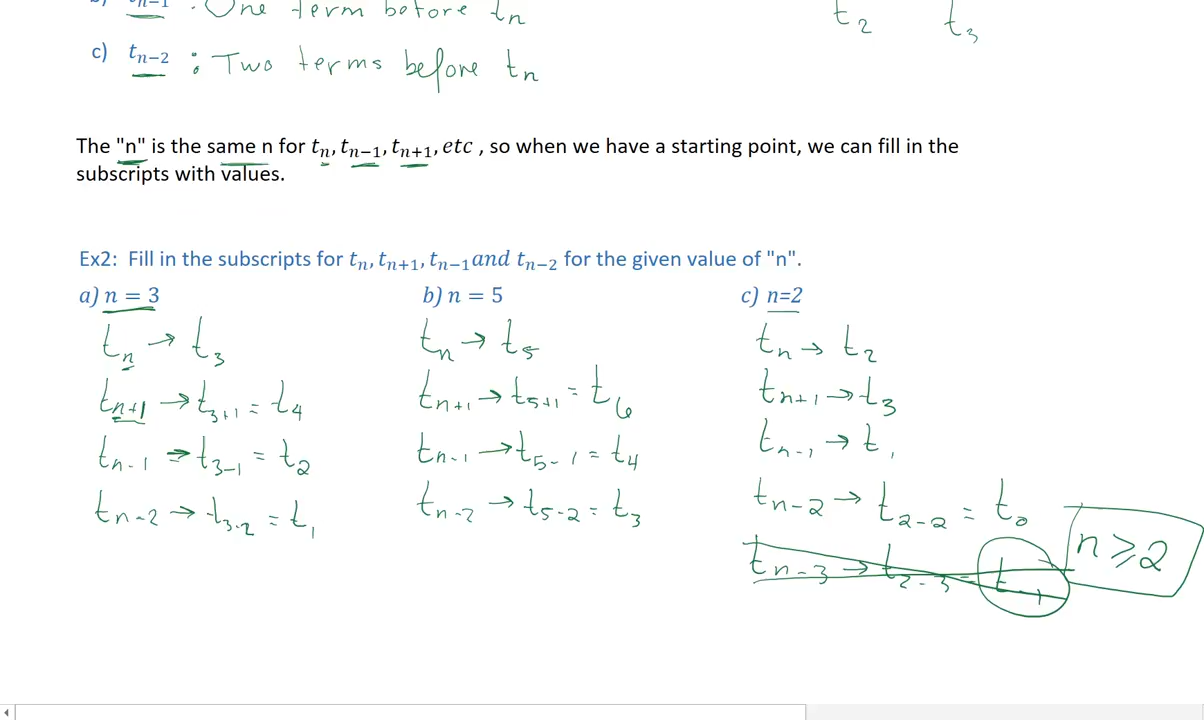 b) tₙ₋₁ : One term before tₙ
t₂ t₃
c) tₙ₋₂ : Two terms before tₙ
The "n" is the same n for tₙ, tₙ₋₁, tₙ₊₁, etc , so when we have a starting point, we can fill in the
subscripts with values.
Ex2: Fill in the subscripts for tₙ, tₙ₊₁, tₙ₋₁and tₙ₋₂ for the given value of "n".
a) n = 3 b) n = 5 c) n=2
tₙ → t₃ tₙ → t₅ tₙ → t₂
tₙ₊₁ → t₃₊₁ = t₄ tₙ₊₁ → t₅₊₁ = t₆ tₙ₊₁ → t₃
tₙ₋₁ → t₃₋₁ = t₂ tₙ₋₁ → t₅₋₁ = t₄ tₙ₋₁ → t₁
tₙ₋₂ → t₃₋₂ = t₁ tₙ₋₂ → t₅₋₂ = t₃ tₙ₋₂ → t₂₋₂ = t₀
tₙ₋₃ → t₂₋₃ = t₋₁ n ⩾ 2